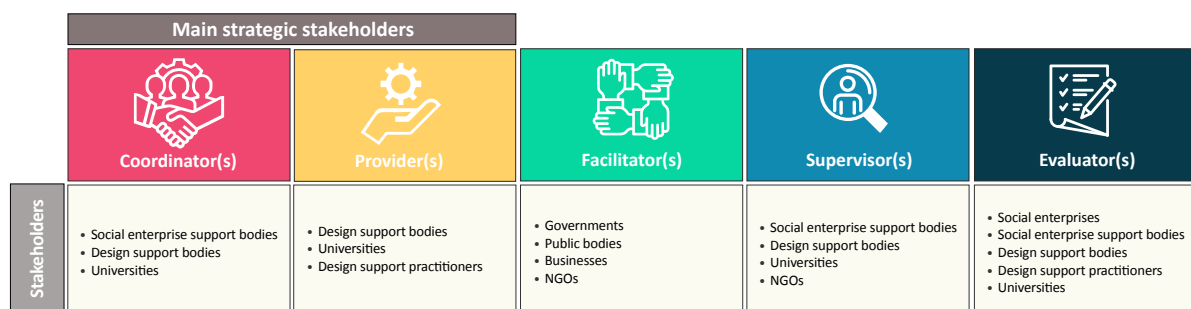 Main strategic stakeholders
Coordinator(s)
Provider(s)
Facilitator(s)
Supervisor(s)
Evaluator(s)
Stakeholders
• Social enterprise support bodies
• Design support bodies
• Universities
• Design support bodies
• Universities
• Design support practitioners
• Governments
• Public bodies
• Businesses
• NGOs
• Social enterprise support bodies
• Design support bodies
• Universities
• NGOs
• Social enterprises
• Social enterprise support bodies
• Design support bodies
• Design support practitioners
• Universities